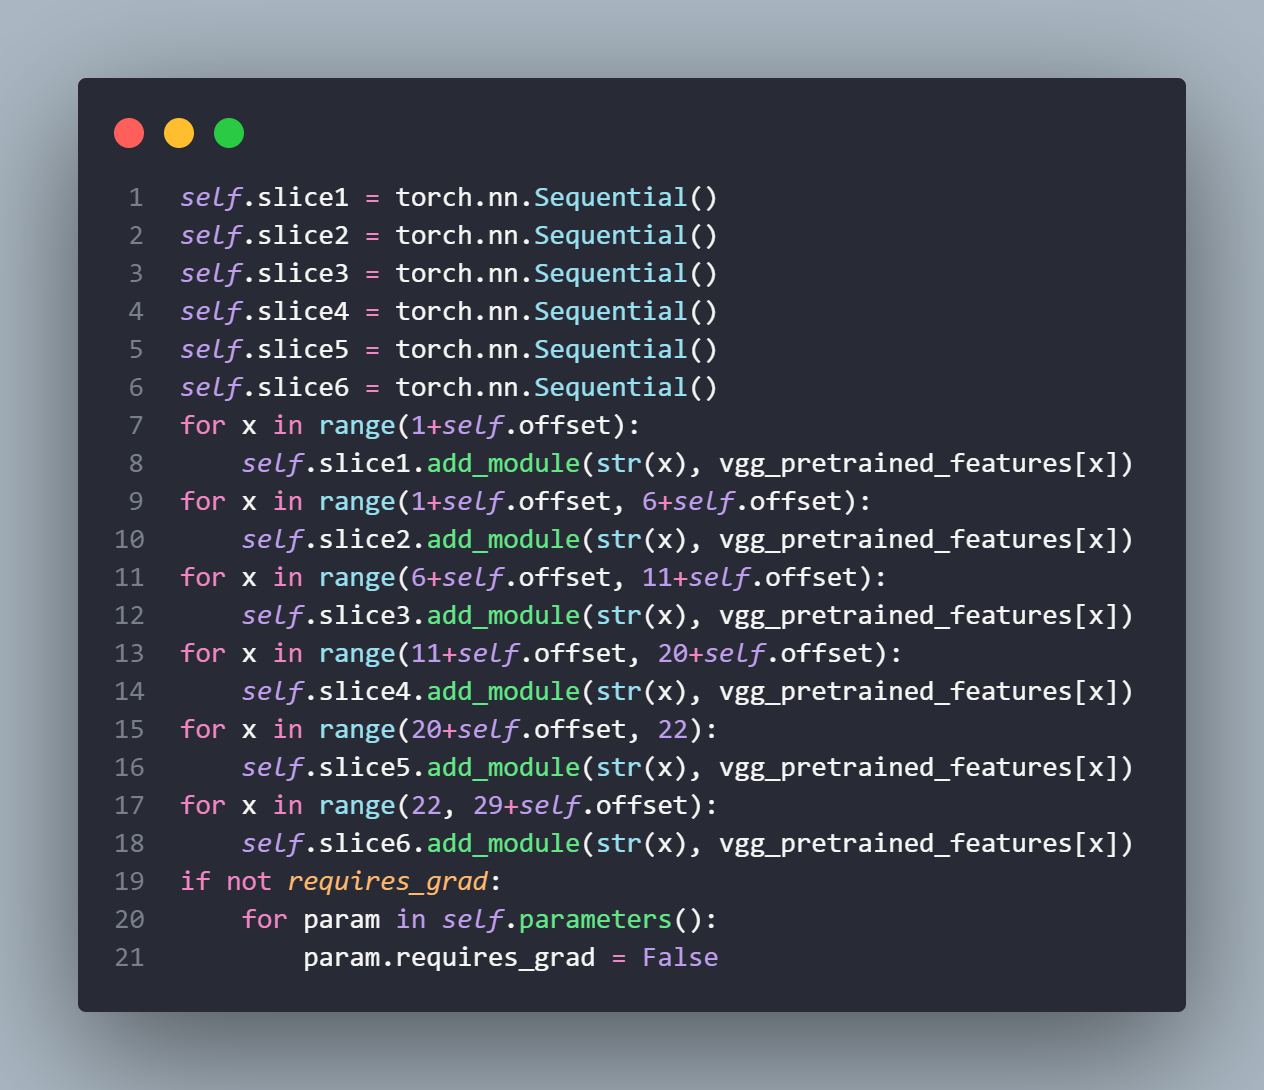 1 self.slice1 = torch.nn.Sequential()
2 self.slice2 = torch.nn.Sequential()
3 self.slice3 = torch.nn.Sequential()
4 self.slice4 = torch.nn.Sequential()
5 self.slice5 = torch.nn.Sequential()
6 self.slice6 = torch.nn.Sequential()
7 for x in range(1+self.offset):
8     self.slice1.add_module(str(x), vgg_pretrained_features[x])
9 for x in range(1+self.offset, 6+self.offset):
10     self.slice2.add_module(str(x), vgg_pretrained_features[x])
11 for x in range(6+self.offset, 11+self.offset):
12     self.slice3.add_module(str(x), vgg_pretrained_features[x])
13 for x in range(11+self.offset, 20+self.offset):
14     self.slice4.add_module(str(x), vgg_pretrained_features[x])
15 for x in range(20+self.offset, 22):
16     self.slice5.add_module(str(x), vgg_pretrained_features[x])
17 for x in range(22, 29+self.offset):
18     self.slice6.add_module(str(x), vgg_pretrained_features[x])
19 if not requires_grad:
20     for param in self.parameters():
21         param.requires_grad = False